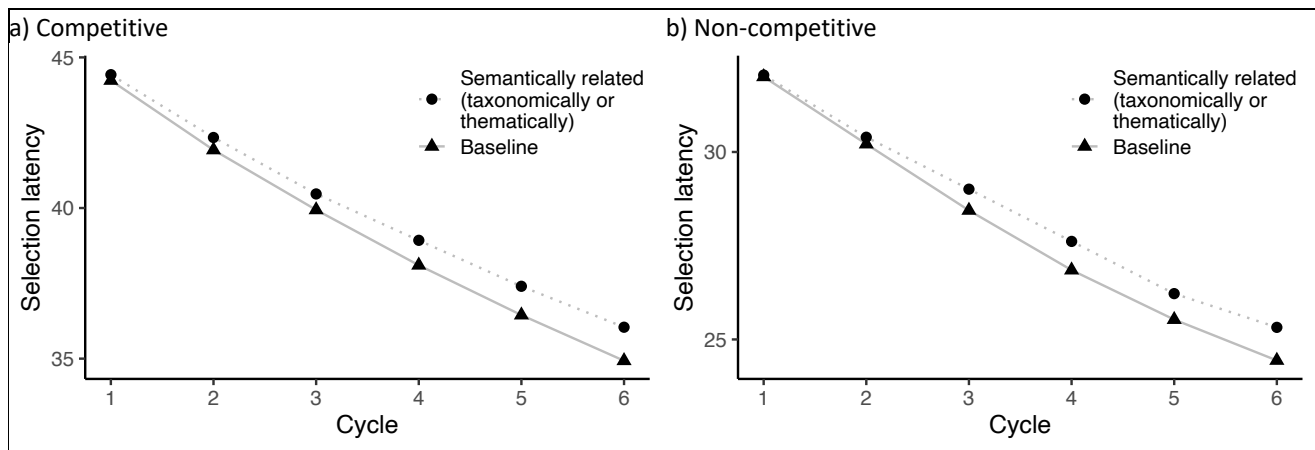 a) Competitive
45
40
35
Selection latency
1 2 3 4 5 6
Cycle
Semantically related
(taxonomically or
thematically)
Baseline
b) Non-competitive
30
25
Selection latency
1 2 3 4 5 6
Cycle
Semantically related
(taxonomically or
thematically)
Baseline